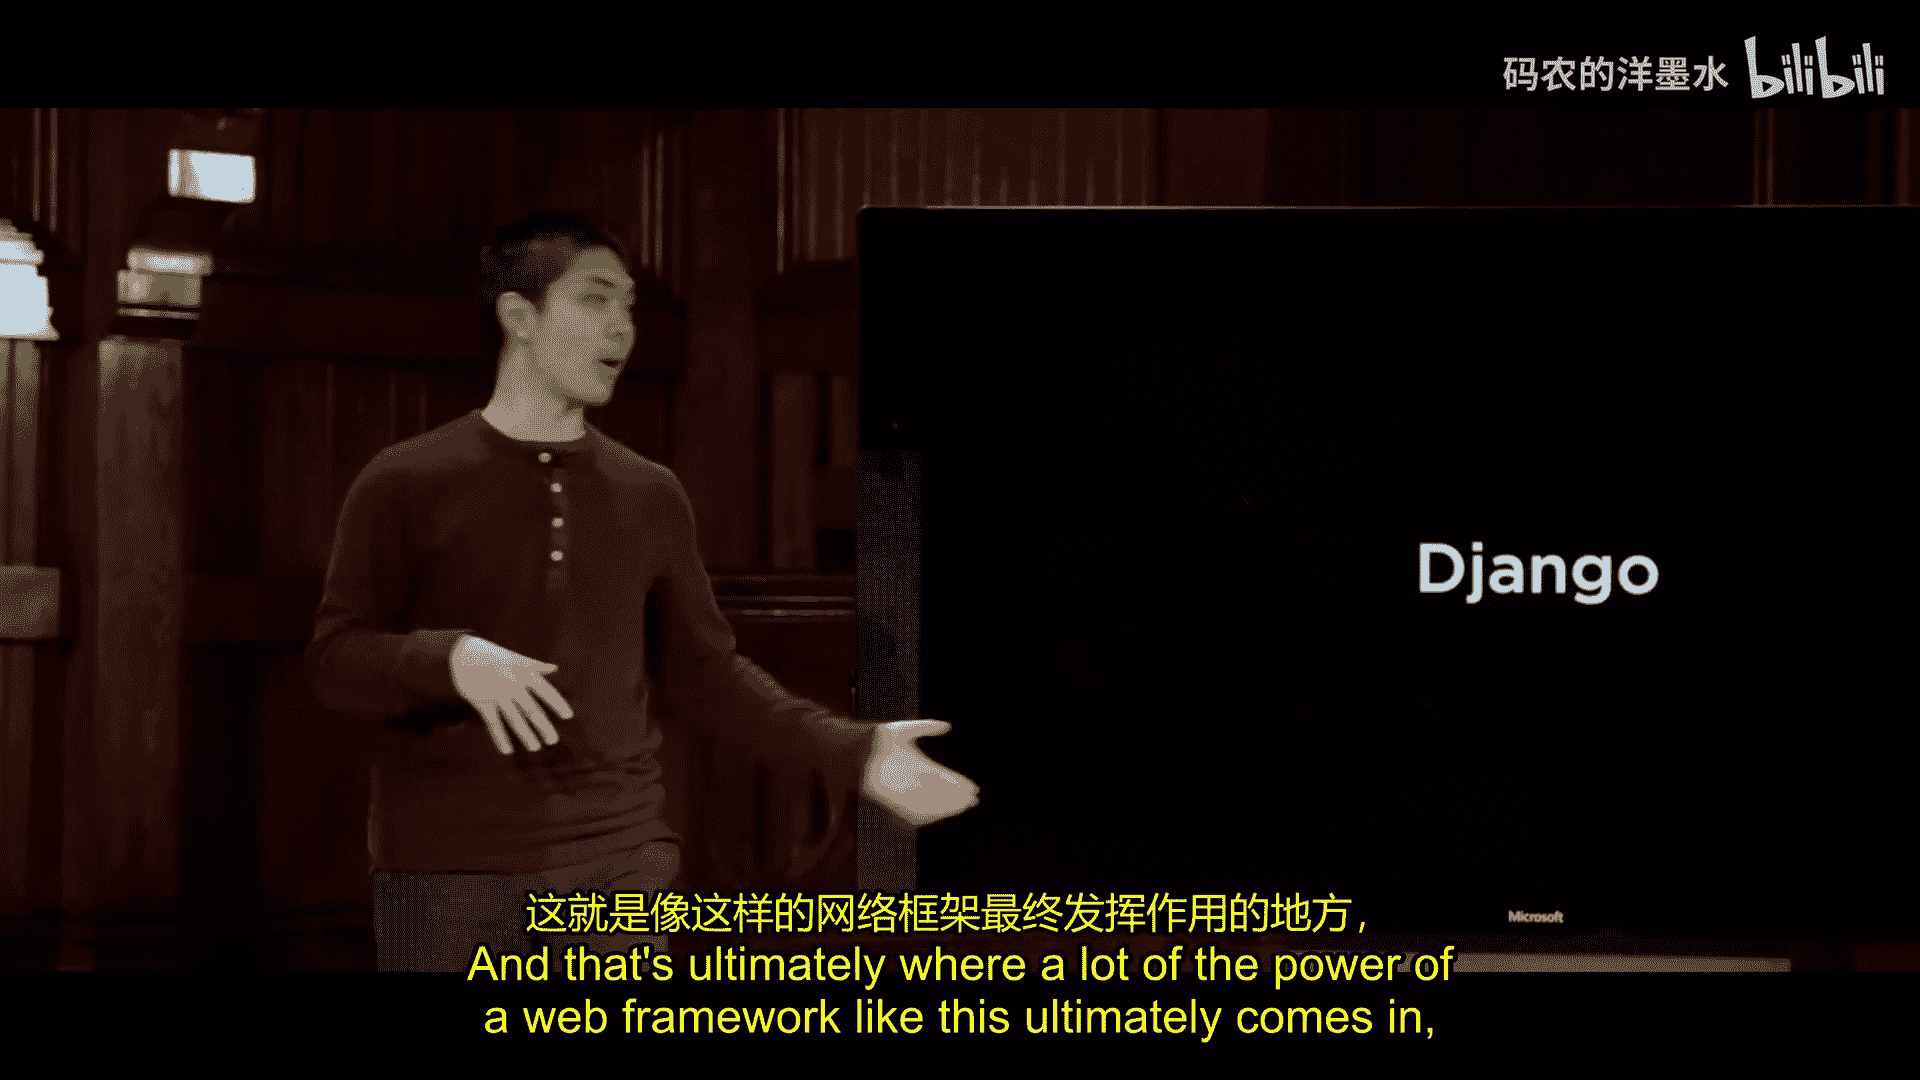 码农的洋墨水 bilibili
Django
Microsoft
这就是像这样的网络框架最终发挥作用的地方，
And that's ultimately where a lot of the power of
a web framework like this ultimately comes in,